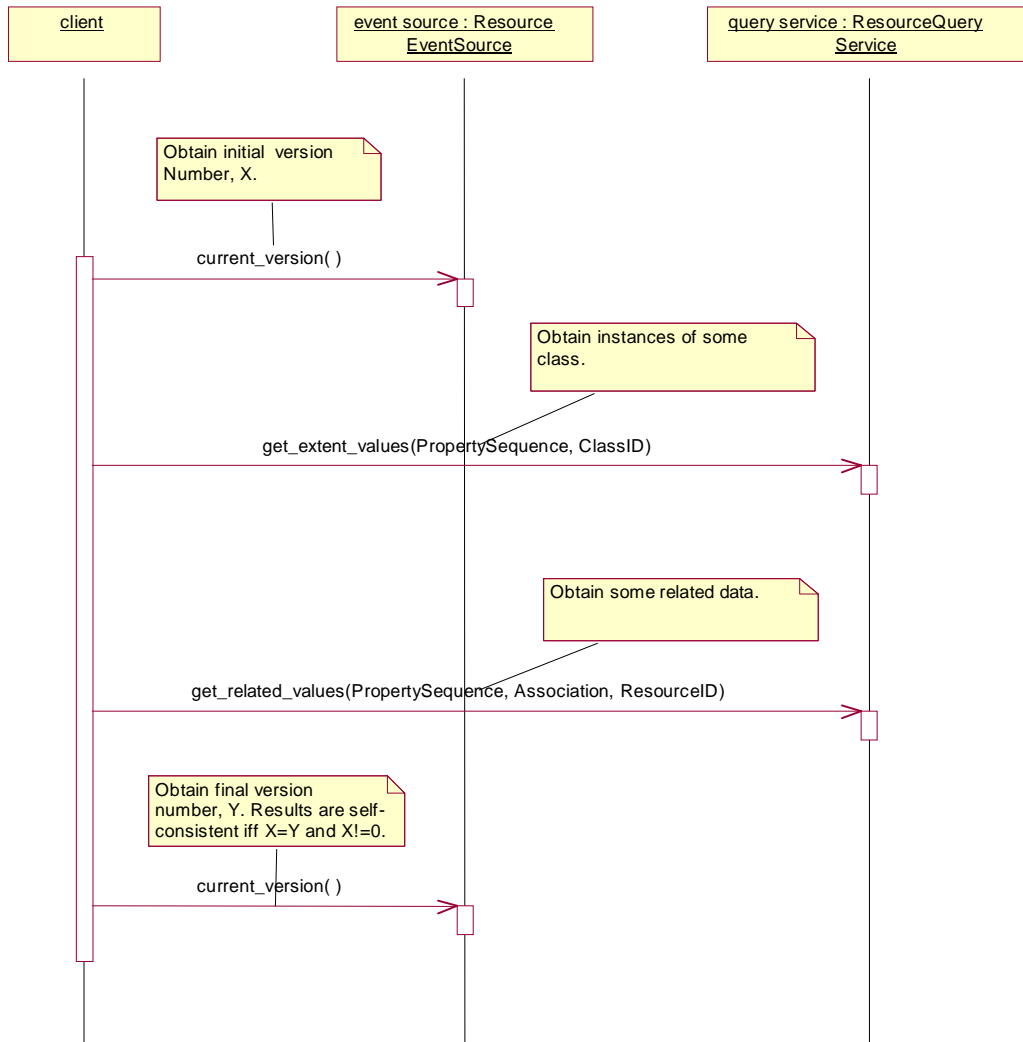 client
event source : Resource
EventSource
query service : ResourceQuery
Service
Obtain initial version
Number, X.
current_version( )
Obtain instances of some
class.
get_extent_values(PropertySequence, ClassID)
Obtain some related data.
get_related_values(PropertySequence, Association, ResourceID)
Obtain final version
number, Y. Results are self-
consistent iff X=Y and X!=0.
current_version( )